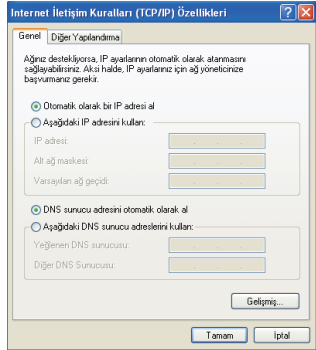 Internet İletişim Kuralları (TCP/IP) Özellikleri
Genel
Diğer Yapılandırma
Ağınız destekliyorsa, IP ayarlarının otomatik olarak atanmasını
sağlayabilirsiniz. Aksi halde, IP ayarlarınız için ağ yöneticinize
başvurmanız gerekir.
Otomatik olarak bir IP adresi al
Aşağıdaki IP adresini kullan:
IP adresi:
Alt ağ maskesi:
Varsayılan ağ geçidi:
DNS sunucu adresini otomatik olarak al
Aşağıdaki DNS sunucu adreslerini kullan:
Yeğlenen DNS sunucusu:
Diğer DNS Sunucusu:
Gelişmiş...
Tamam
İptal